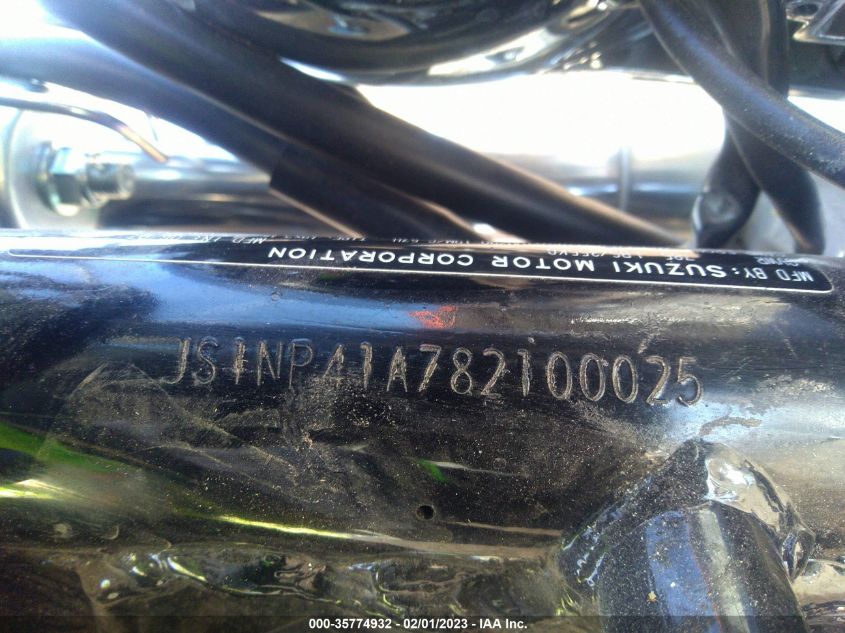 MFD BY: SUZUKI MOTOR CORPORATION
JS1NP41A782100025
000-35774932 - 02/01/2023 - IAA Inc.